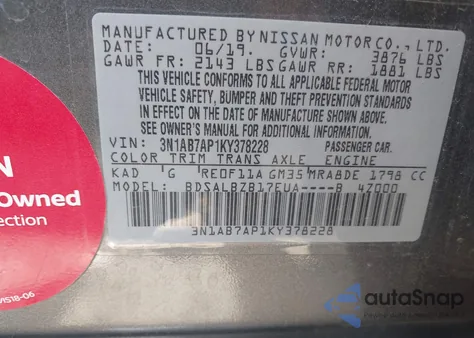 MANUFACTURED BY NISSAN MOTOR CO., LTD.
DATE: 06/19. GVWR: 3876 LBS
GAWR FR: 2143 LBS GAWR RR: 1881 LBS
THIS VEHICLE CONFORMS TO ALL APPLICABLE FEDERAL MOTOR
VEHICLE SAFETY, BUMPER AND THEFT PREVENTION STANDARDS
IN EFFECT ON THE DATE OF MANUFACTURE SHOWN ABOVE.
SEE OWNER'S MANUAL FOR ADDITIONAL INFORMATION.
VIN: 3N1AB7AP1KY378228 PASSENGER CAR
COLOR TRIM TRANS AXLE ENGINE
KAD G RE0F11A GM35 MRA8DE 1798 CC
MODEL: BDSALBZB17EUA----B 4Z000
3N1AB7AP1KY378228
N
Owned
ection
VIS18-06
autoSnap